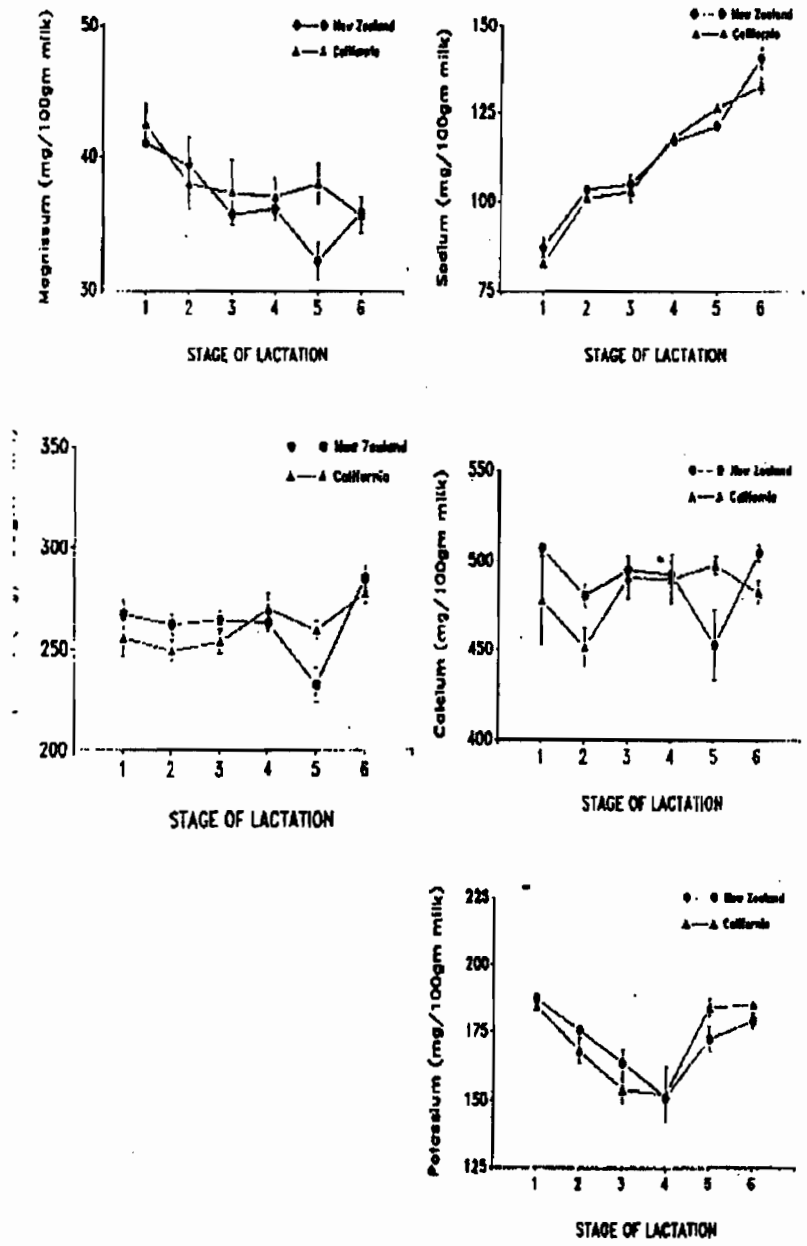 Magnissum (mg/100gm milk)
50
40
30
New Zealand
California
1 2 3 4 5 6
STAGE OF LACTATION
Sodium (mg/100gm milk)
150
125
100
75
New Zealand
California
1 2 3 4 5 6
STAGE OF LACTATION
350
300
250
200
New Zealand
California
1 2 3 4 5 6
STAGE OF LACTATION
Calcium (mg/100gm milk)
550
500
450
400
New Zealand
California
1 2 3 4 5 6
STAGE OF LACTATION
Potassium (mg/100gm milk)
225
200
175
150
125
New Zealand
California
1 2 3 4 5 6
STAGE OF LACTATION